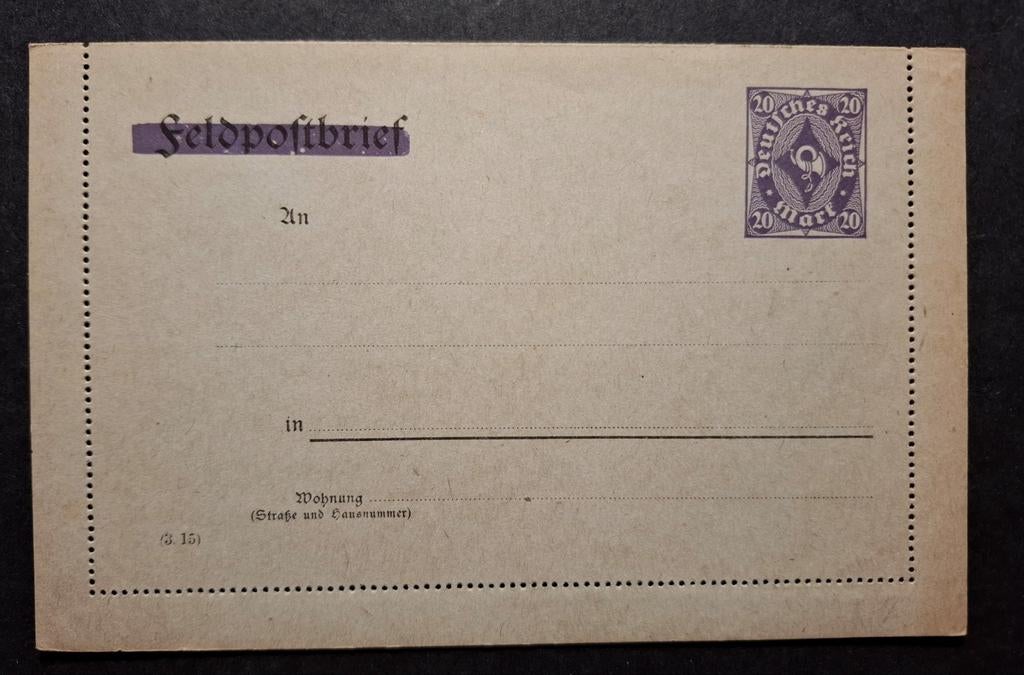 Feldpostbrief
20 20
Deutsches Reich
Mark
20 20
An
in
Wohnung
(Straße und Hausnummer)
(3. 15)